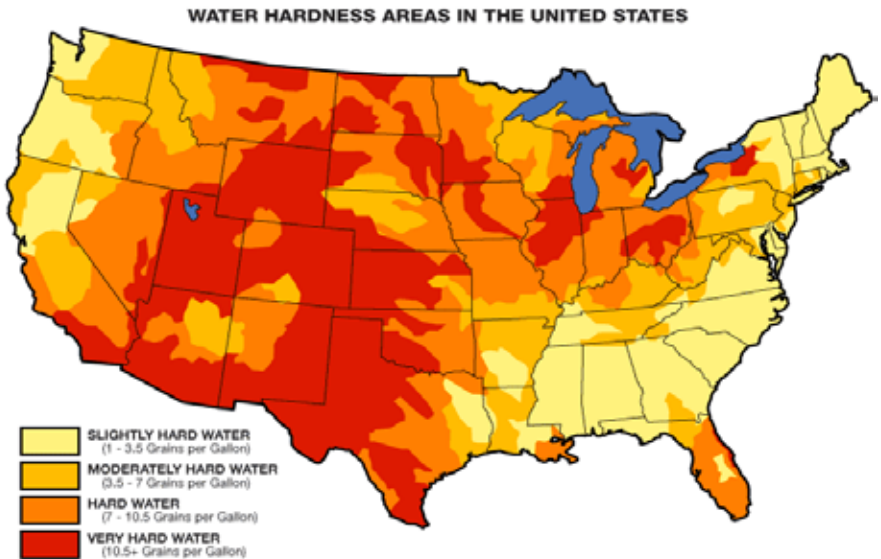 WATER HARDNESS AREAS IN THE UNITED STATES
SLIGHTLY HARD WATER
(1 - 3.5 Grains per Gallon)
MODERATELY HARD WATER
(3.5 - 7 Grains per Gallon)
HARD WATER
(7 - 10.5 Grains per Gallon)
VERY HARD WATER
(10.5+ Grains per Gallon)